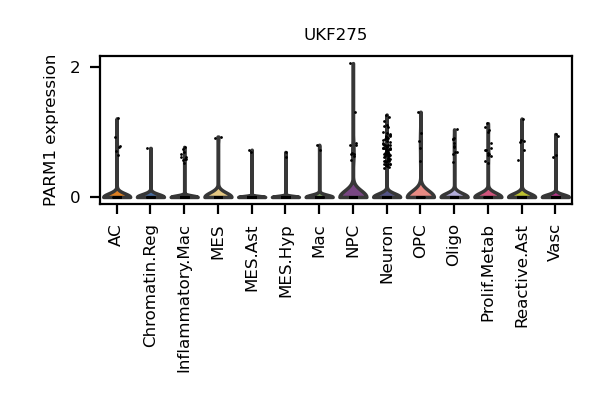 UKF275
PARM1 expression
2
0
AC
Chromatin.Reg
Inflammatory.Mac
MES
MES.Ast
MES.Hyp
Mac
NPC
Neuron
OPC
Oligo
Prolif.Metab
Reactive.Ast
Vasc